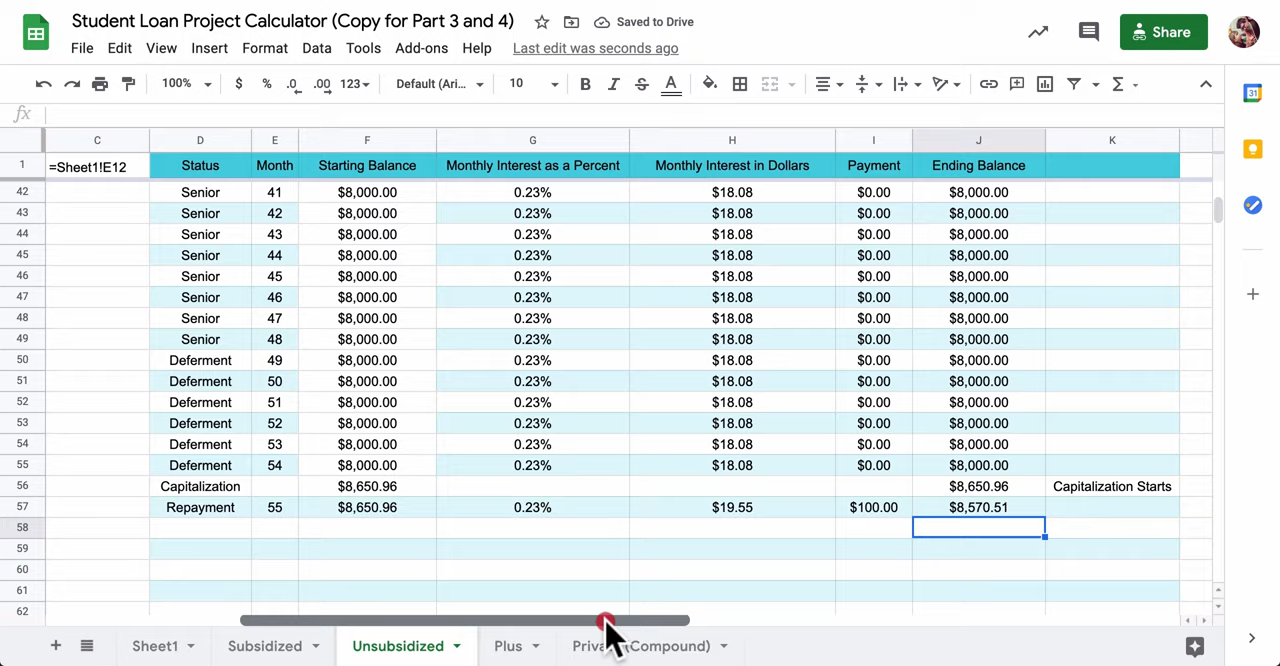 Student Loan Project Calculator (Copy for Part 3 and 4) Saved to Drive
File Edit View Insert Format Data Tools Add-ons Help Last edit was seconds ago
Share
100% $ % .0 .00 123 Default (Ari... 10 B I S A
fx
C D E F G H I J K
1 =Sheet1!E12 Status Month Starting Balance Monthly Interest as a Percent Monthly Interest in Dollars Payment Ending Balance
42 Senior 41 $8,000.00 0.23% $18.08 $0.00 $8,000.00
43 Senior 42 $8,000.00 0.23% $18.08 $0.00 $8,000.00
44 Senior 43 $8,000.00 0.23% $18.08 $0.00 $8,000.00
45 Senior 44 $8,000.00 0.23% $18.08 $0.00 $8,000.00
46 Senior 45 $8,000.00 0.23% $18.08 $0.00 $8,000.00
47 Senior 46 $8,000.00 0.23% $18.08 $0.00 $8,000.00
48 Senior 47 $8,000.00 0.23% $18.08 $0.00 $8,000.00
49 Senior 48 $8,000.00 0.23% $18.08 $0.00 $8,000.00
50 Deferment 49 $8,000.00 0.23% $18.08 $0.00 $8,000.00
51 Deferment 50 $8,000.00 0.23% $18.08 $0.00 $8,000.00
52 Deferment 51 $8,000.00 0.23% $18.08 $0.00 $8,000.00
53 Deferment 52 $8,000.00 0.23% $18.08 $0.00 $8,000.00
54 Deferment 53 $8,000.00 0.23% $18.08 $0.00 $8,000.00
55 Deferment 54 $8,000.00 0.23% $18.08 $0.00 $8,000.00
56 Capitalization $8,650.96 $8,650.96 Capitalization Starts
57 Repayment 55 $8,650.96 0.23% $19.55 $100.00 $8,570.51
58
59
60
61
62
Sheet1 Subsidized Unsubsidized Plus (Compound)
31